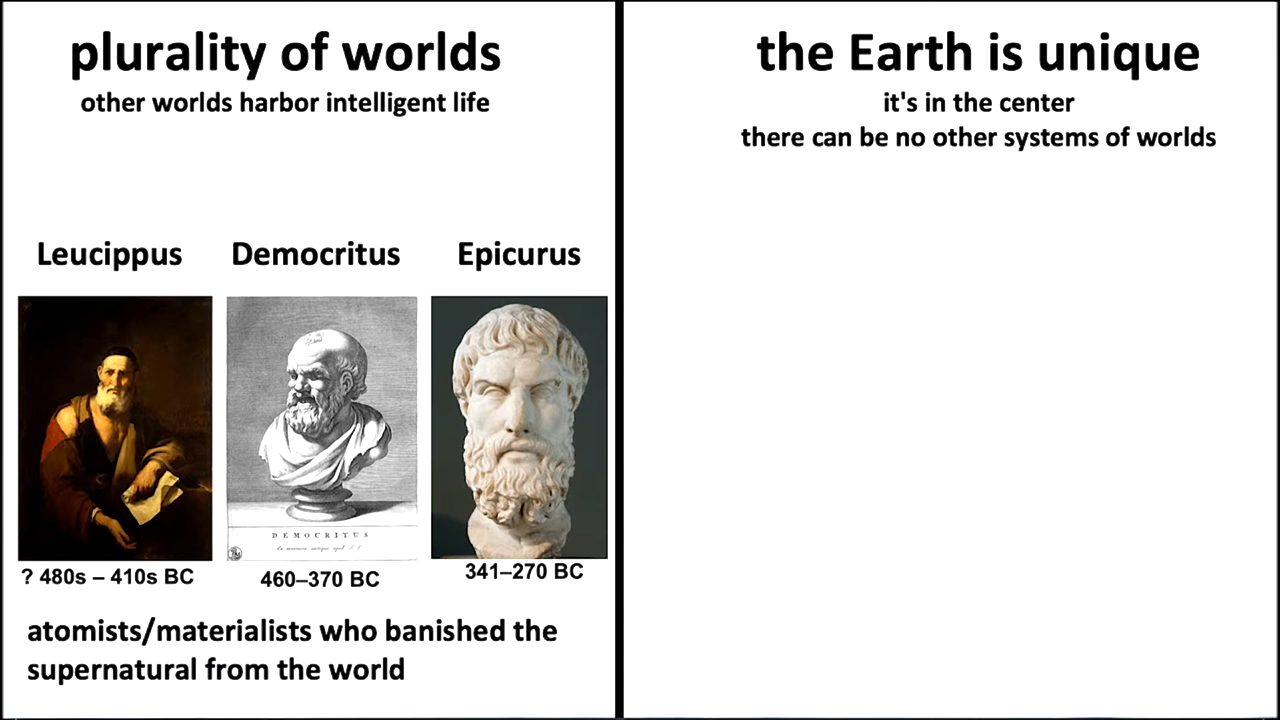 plurality of worlds
other worlds harbor intelligent life
Leucippus
Democritus
Epicurus
DEMOCRITUS
? 480s – 410s BC
460–370 BC
341–270 BC
atomists/materialists who banished the
supernatural from the world
the Earth is unique
it's in the center
there can be no other systems of worlds